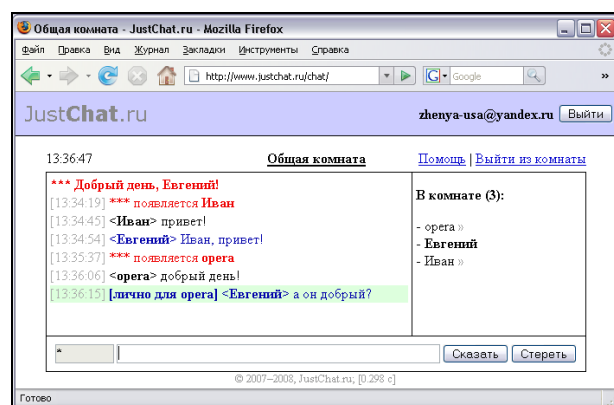 Общая комната - JustChat.ru - Mozilla Firefox
Файл Правка Вид Журнал Закладки Инструменты Справка
http://www.justchat.ru/chat/ G Google »
JustChat.ru zhenya-usa@yandex.ru Выйти
13:36:47 Общая комната Помощь | Выйти из комнаты
*** Добрый день, Евгений!
[13:34:19] *** появляется Иван
[13:34:45] <Иван> привет!
[13:34:54] <Евгений> Иван, привет!
[13:35:37] *** появляется opera
[13:36:06] <opera> добрый день!
[13:36:15] [лично для opera] <Евгений> а он добрый?
В комнате (3):
- opera »
- Евгений
- Иван »
* Сказать Стереть
© 2007–2008, JustChat.ru; [0.298 с]
Готово